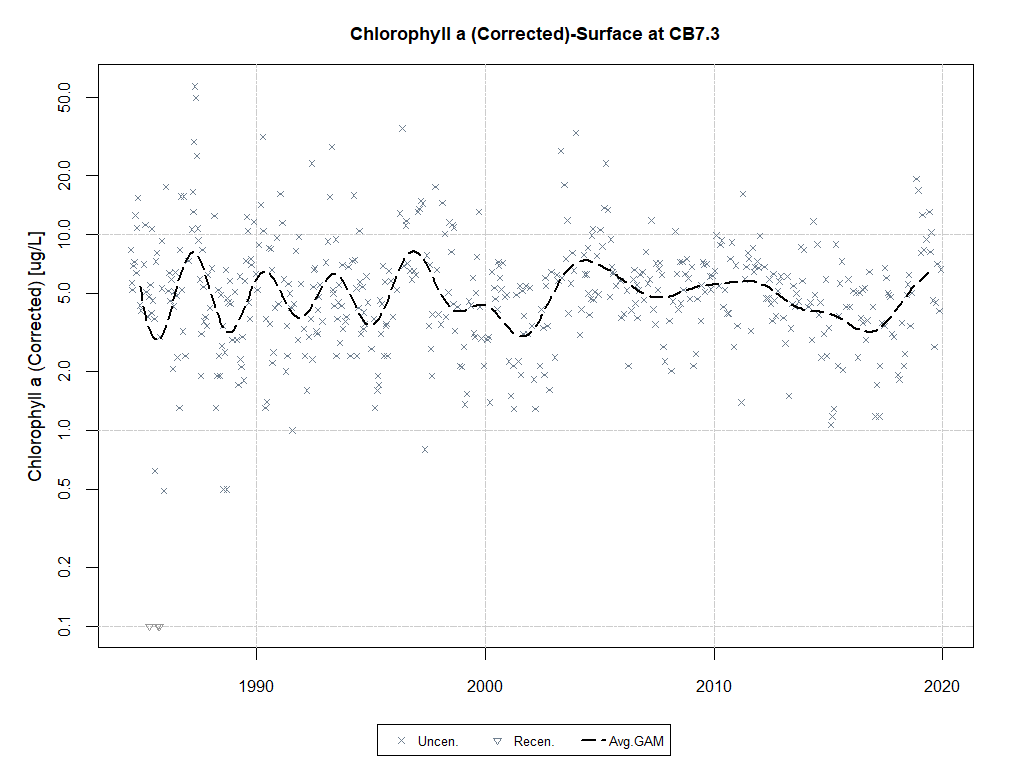 Chlorophyll a (Corrected)-Surface at CB7.3
Chlorophyll a (Corrected) [ug/L]
50.0
20.0
10.0
5.0
2.0
1.0
0.5
0.2
0.1
1990 2000 2010 2020
Uncen. Recen. Avg.GAM